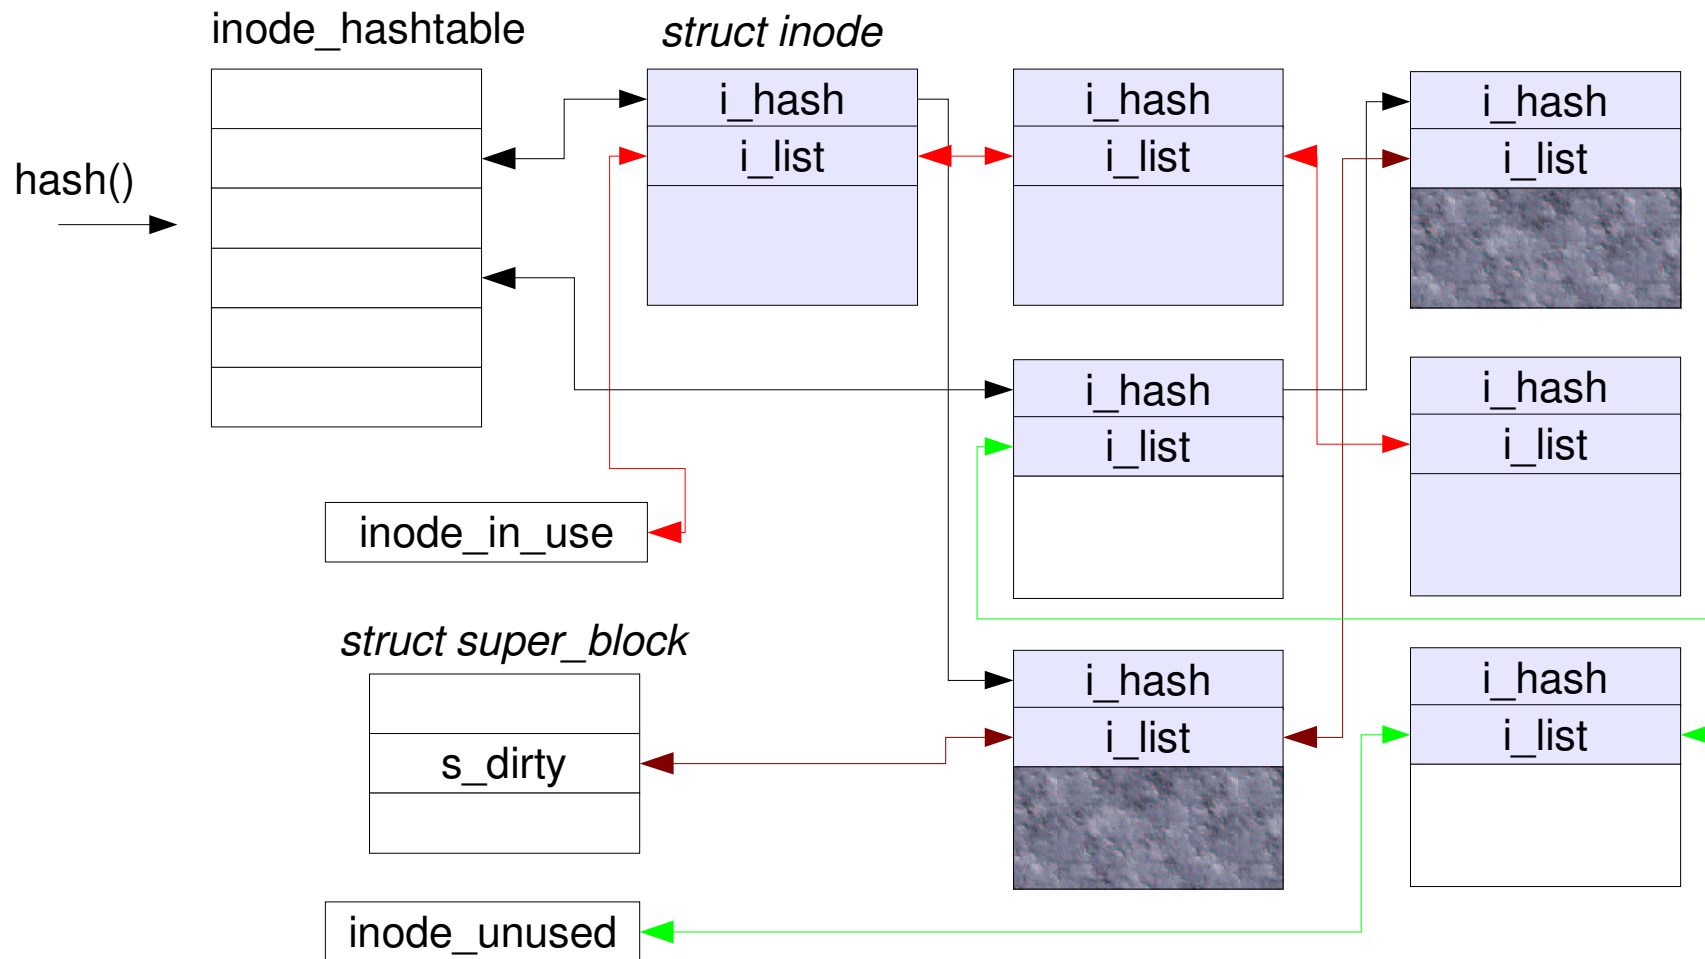 inode_hashtable
struct inode
hash()
i_hash
i_list
i_hash
i_list
i_hash
i_list
i_hash
i_list
i_hash
i_list
inode_in_use
struct super_block
s_dirty
i_hash
i_list
i_hash
i_list
inode_unused